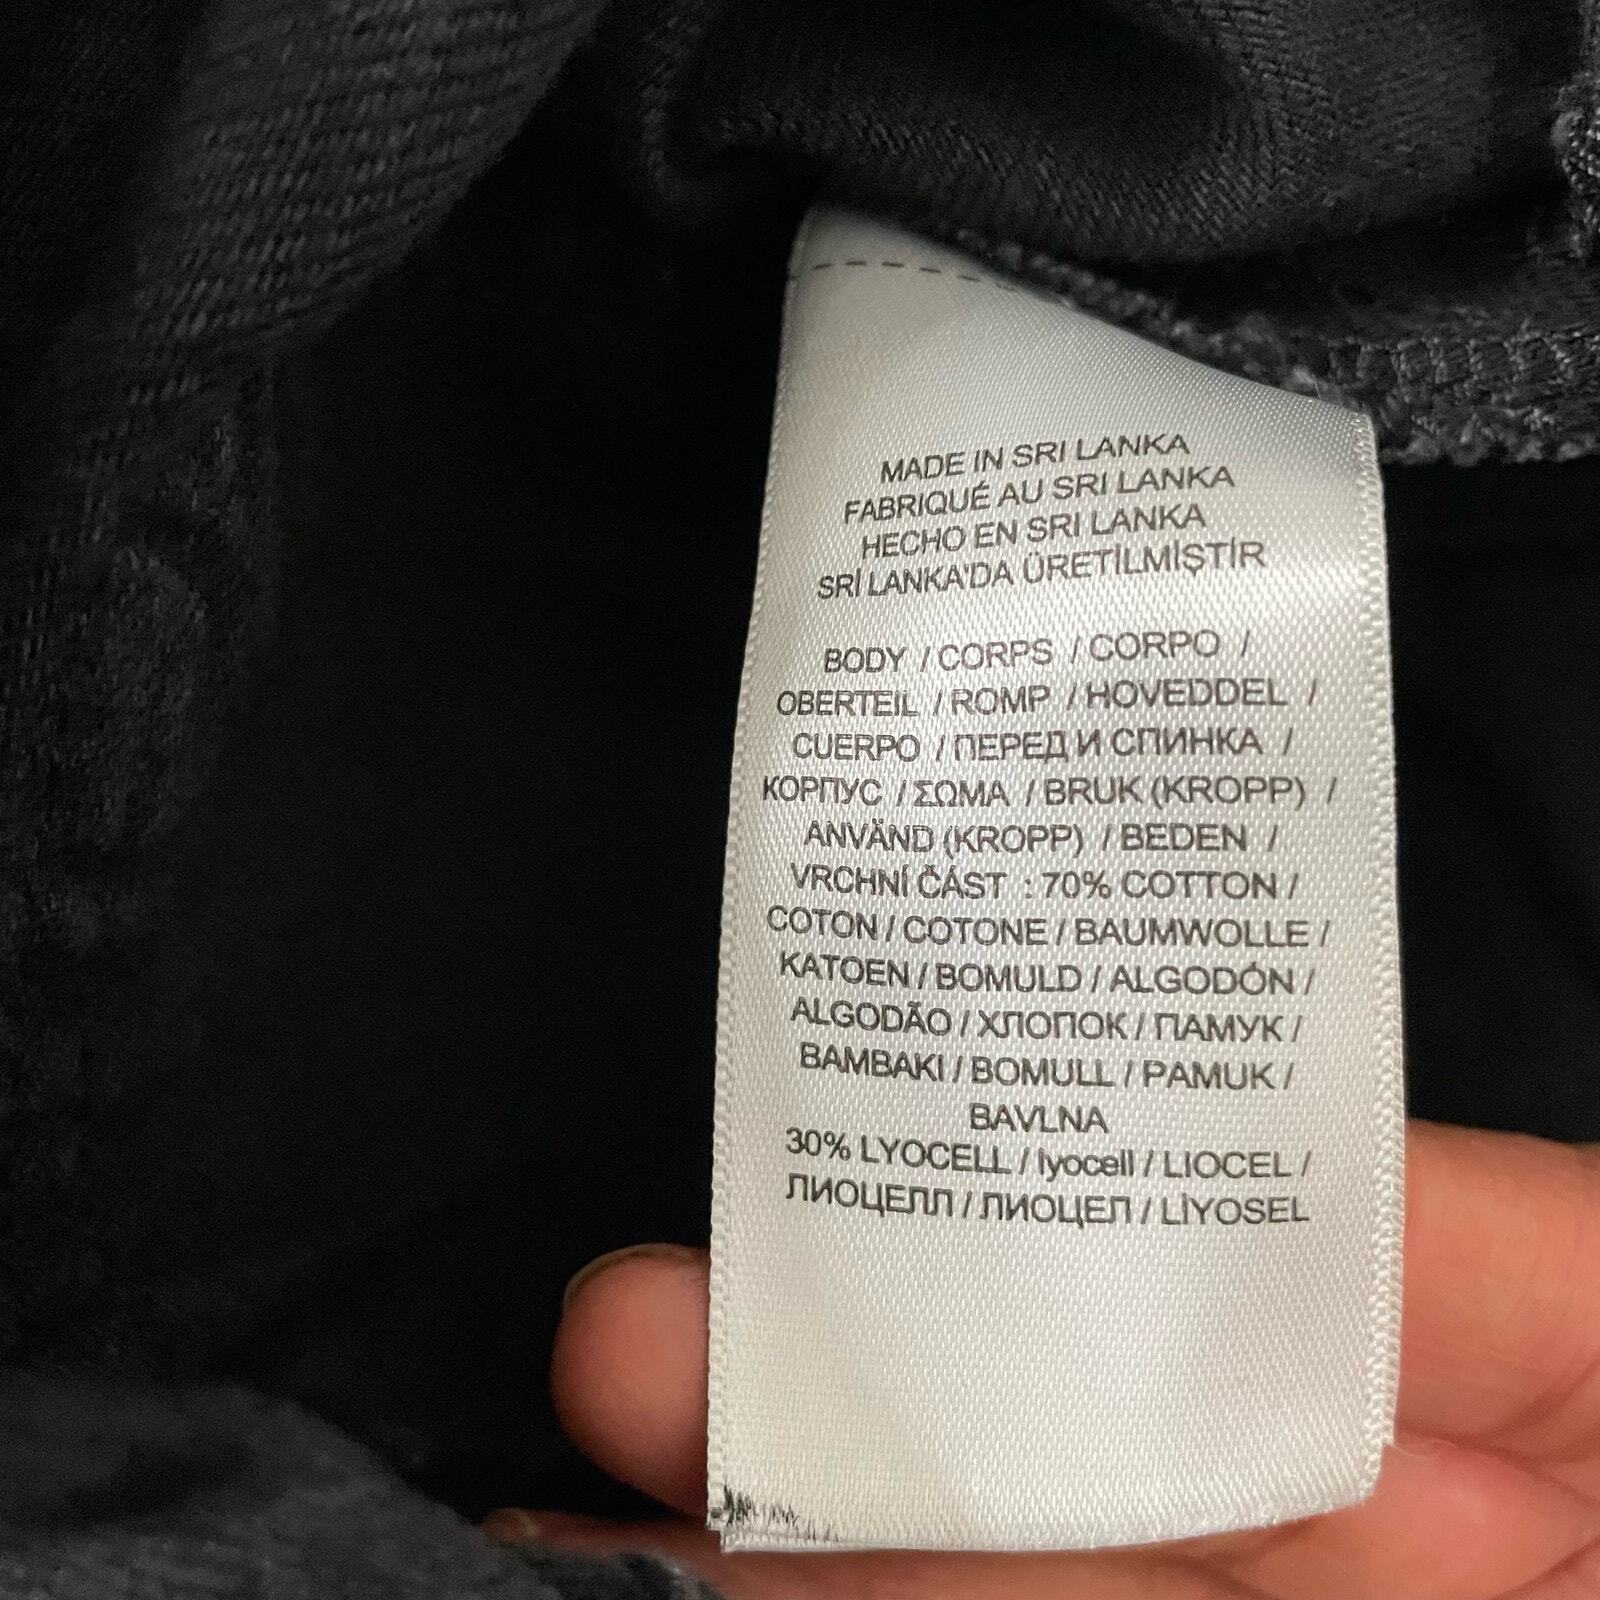 MADE IN SRI LANKA
FABRIQUÉ AU SRI LANKA
HECHO EN SRI LANKA
SRİ LANKA'DA ÜRETİLMİŞTİR
BODY / CORPS / CORPO /
OBERTEIL / ROMP / HOVEDDEL /
CUERPO / ПЕРЕД И СПИНКА /
КОРПУС / ΣΩΜΑ / BRUK (KROPP) /
ANVÄND (KROPP) / BEDEN /
VRCHNÍ ČÁST : 70% COTTON /
COTON / COTONE / BAUMWOLLE /
KATOEN / BOMULD / ALGODÓN /
ALGODÃO / ХЛОПОК / ПАМУК /
BAMBAKI / BOMULL / PAMUK /
BAVLNA
30% LYOCELL / lyocell / LIOCEL /
ЛИОЦЕЛЛ / ЛИОЦЕЛ / LİYOSEL